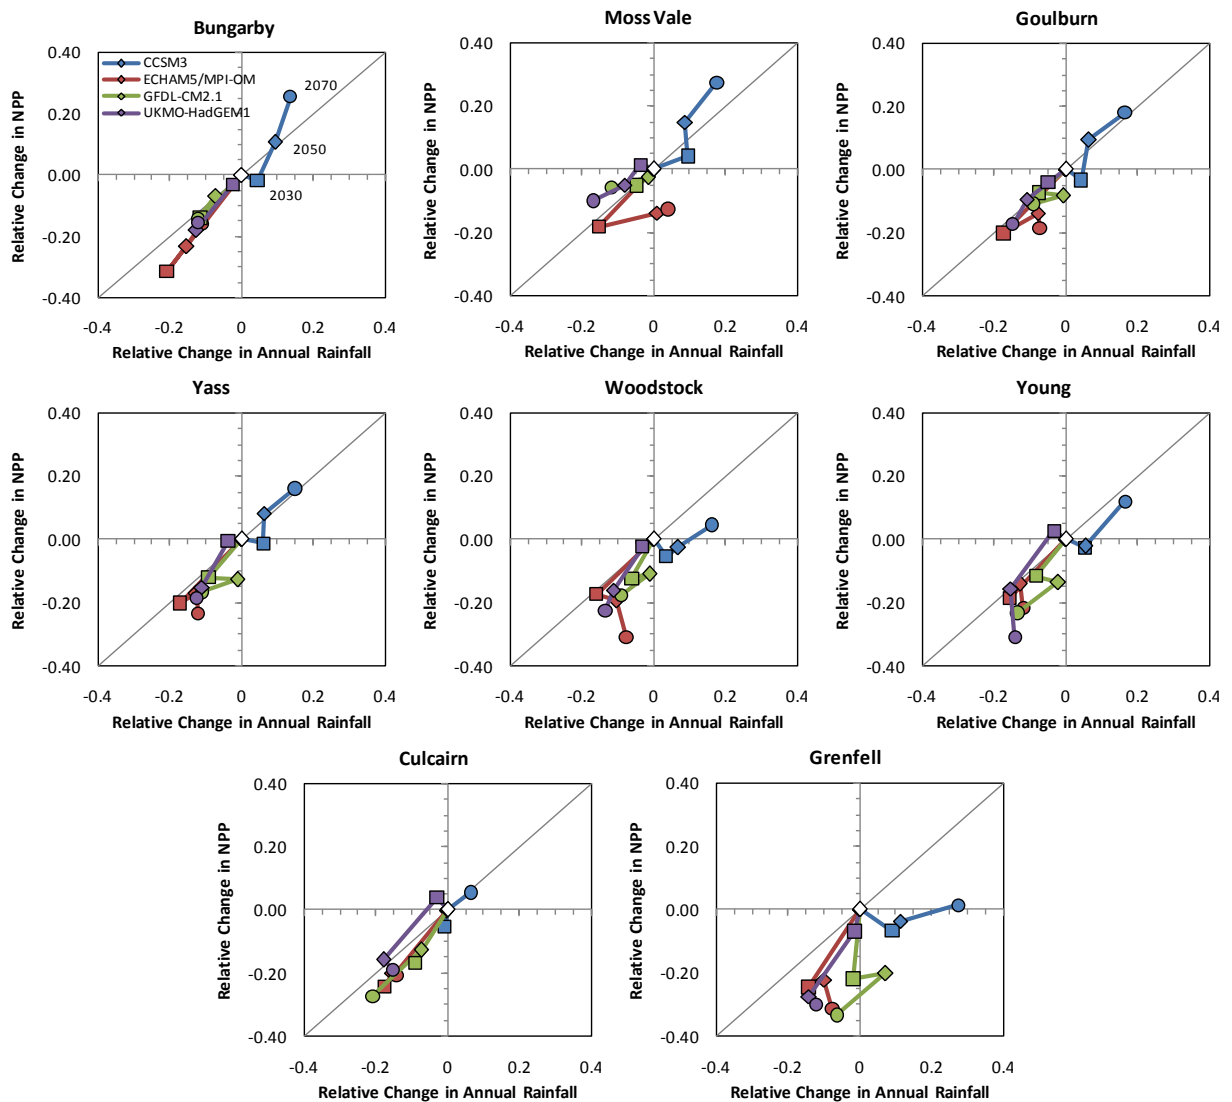 Bungarby
0.40
0.20
0.00
-0.20
-0.40
Relative Change in NPP
CCSM3
ECHAM5/MPI-OM
GFDL-CM2.1
UKMO-HadGEM1
2070
2050
2030
-0.4 -0.2 0 0.2 0.4
Relative Change in Annual Rainfall
Moss Vale
0.40
0.20
0.00
-0.20
-0.40
Relative Change in NPP
-0.4 -0.2 0 0.2 0.4
Relative Change in Annual Rainfall
Goulburn
0.40
0.20
0.00
-0.20
-0.40
Relative Change in NPP
-0.4 -0.2 0 0.2 0.4
Relative Change in Annual Rainfall
Yass
0.40
0.20
0.00
-0.20
-0.40
Relative Change in NPP
-0.4 -0.2 0 0.2 0.4
Relative Change in Annual Rainfall
Woodstock
0.40
0.20
0.00
-0.20
-0.40
Relative Change in NPP
-0.4 -0.2 0 0.2 0.4
Relative Change in Annual Rainfall
Young
0.40
0.20
0.00
-0.20
-0.40
Relative Change in NPP
-0.4 -0.2 0 0.2 0.4
Relative Change in Annual Rainfall
Culcairn
0.40
0.20
0.00
-0.20
-0.40
Relative Change in NPP
-0.4 -0.2 0 0.2 0.4
Relative Change in Annual Rainfall
Grenfell
0.40
0.20
0.00
-0.20
-0.40
Relative Change in NPP
-0.4 -0.2 0 0.2 0.4
Relative Change in Annual Rainfall